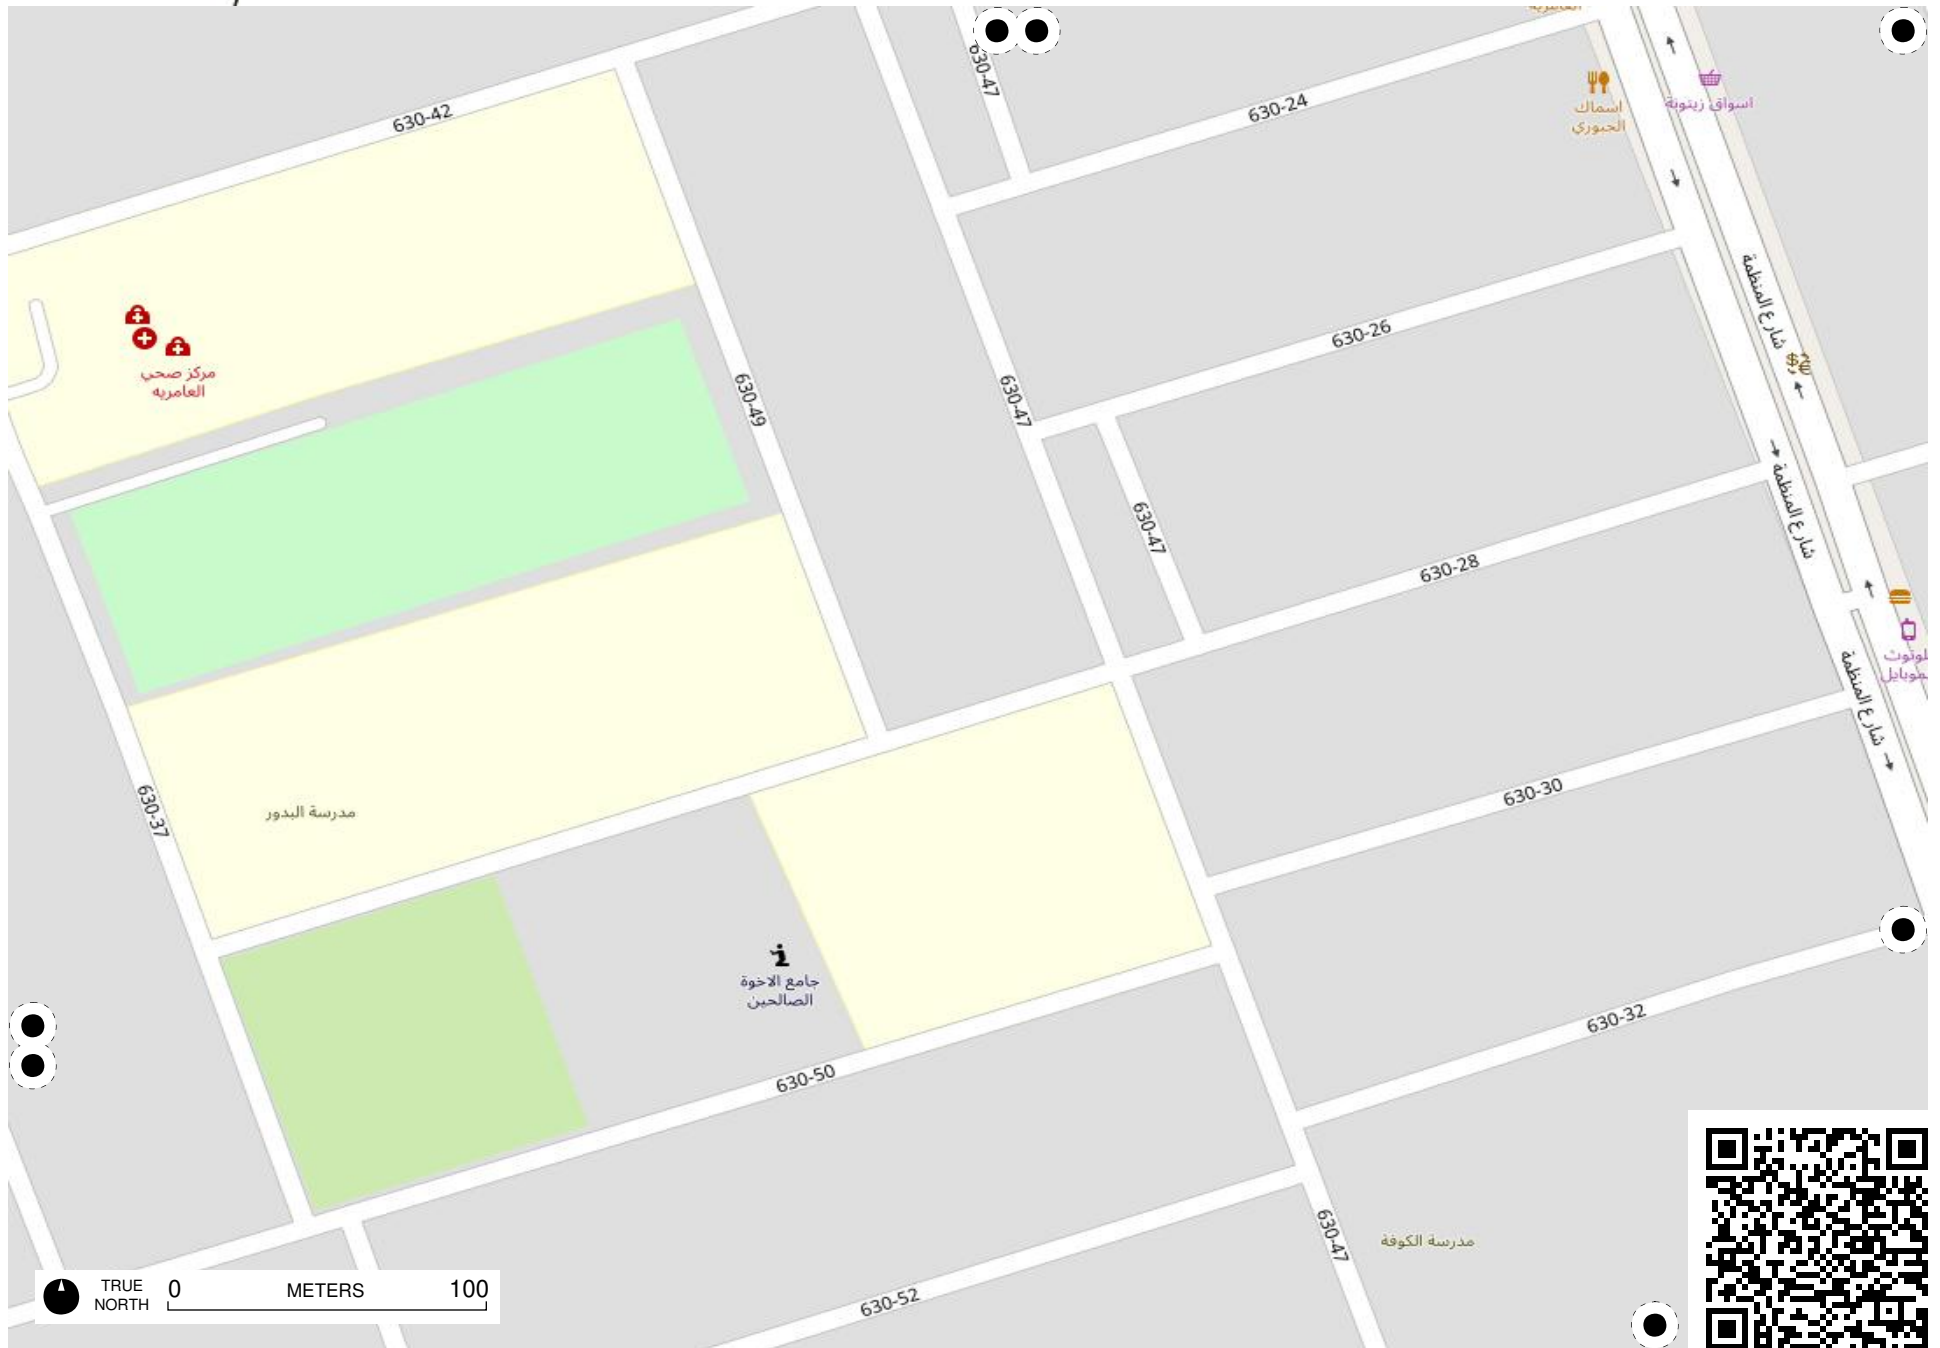 630-47
630-24
630-42
اسماك
الجبوري
اسواق زيتونة
شارع المنظمة
630-26
مركز صحي
العامريه
630-49
630-47
شارع المنظمة
630-47
630-28
شارع المنظمة
630-37
مدرسة البدور
630-30
جامع الاخوة
الصالحين
630-32
630-50
630-47
مدرسة الكوفة
TRUE
NORTH
0 METERS 100
630-52